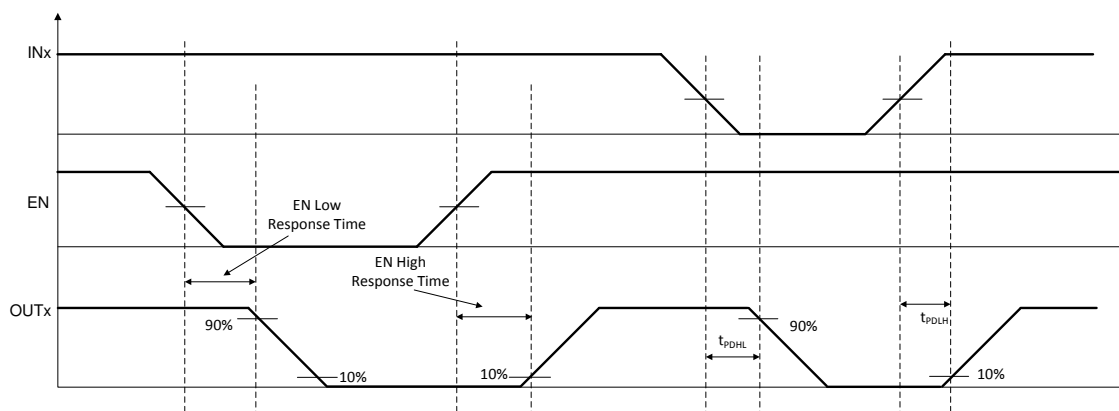 INx
EN
EN Low
Response Time
EN High
Response Time
OUTx
90%
10%
10%
90%
10%
tPDHL
tPDLH